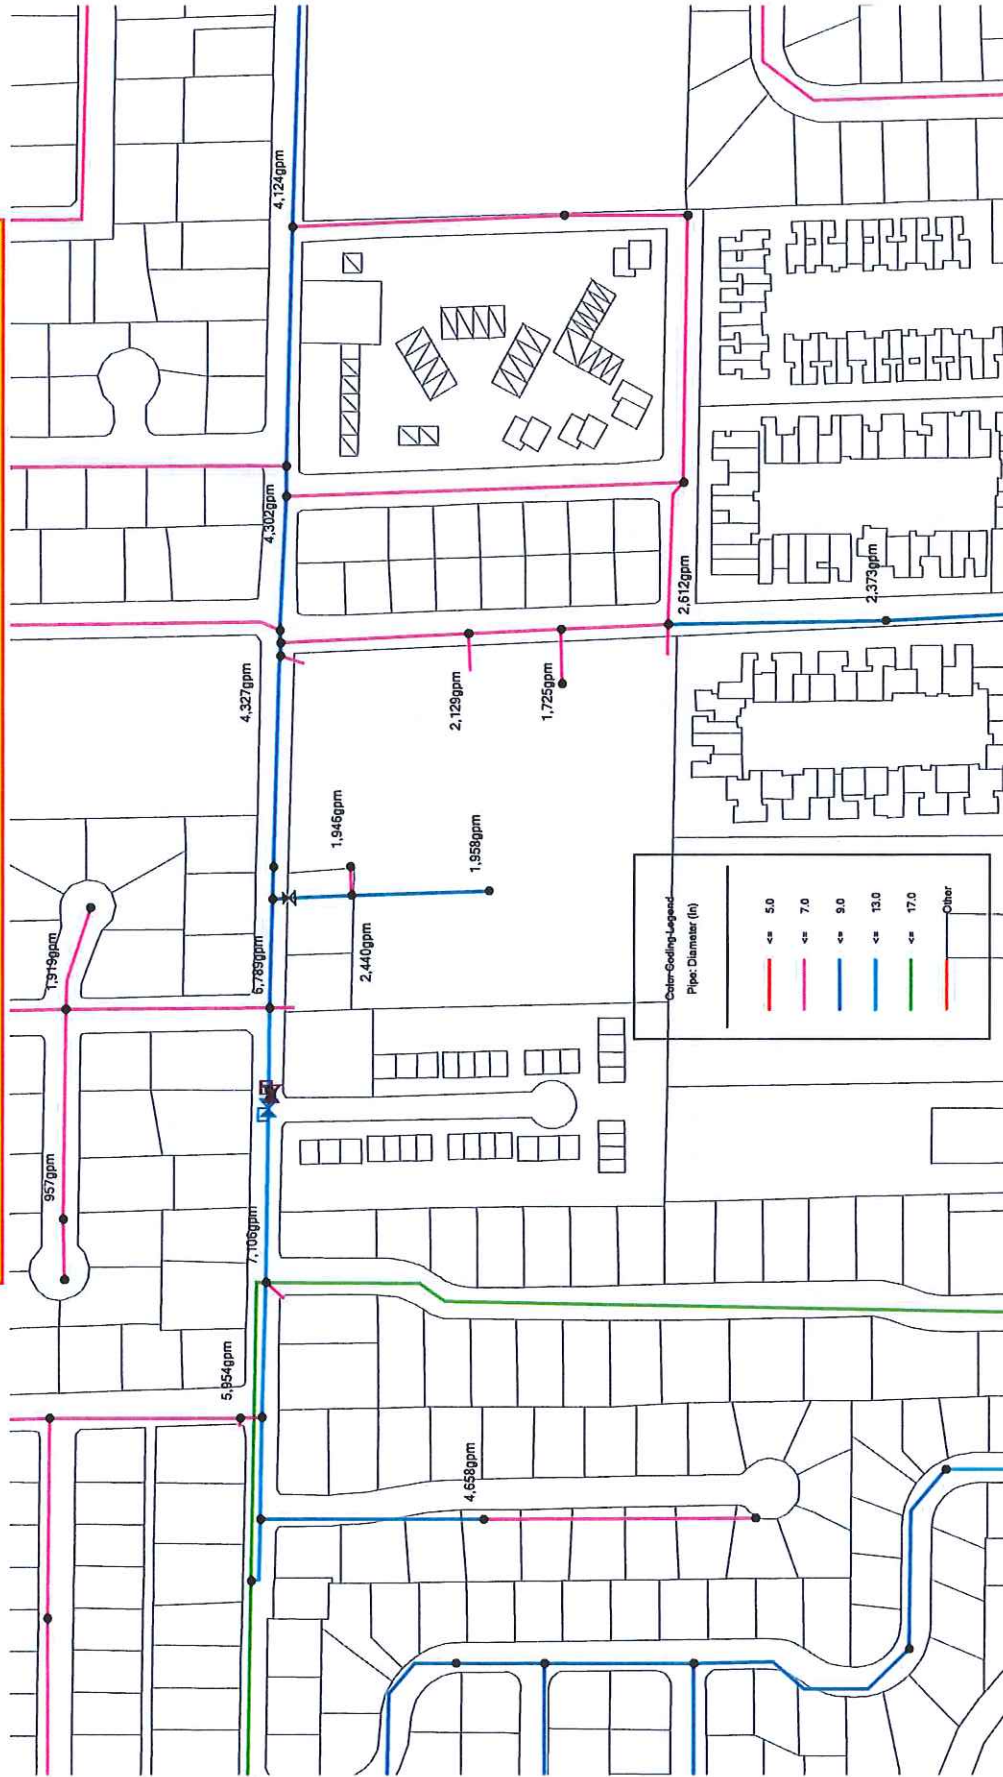 4,124gpm
4,302gpm
4,327gpm
2,612gpm
2,373gpm
2,129gpm
1,725gpm
1,946gpm
1,958gpm
2,440gpm
1,919gpm
6,789gpm
957gpm
7,106gpm
5,954gpm
4,658gpm
Color Coding Legend
Pipe: Diameter (in)
<= 5.0
<= 7.0
<= 9.0
<= 13.0
<= 17.0
Other